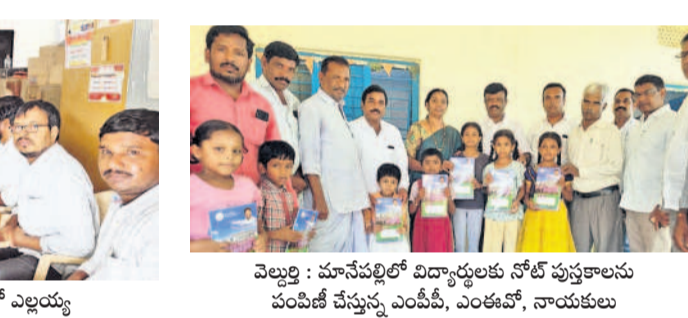 ో ఎల్లయ్య
వెల్దుర్తి : మానేపల్లిలో విద్యార్థులకు నోట్ పుస్తకాలను
పంపిణీ చేస్తున్న ఎంపీపీ, ఎంఈవో, నాయకులు